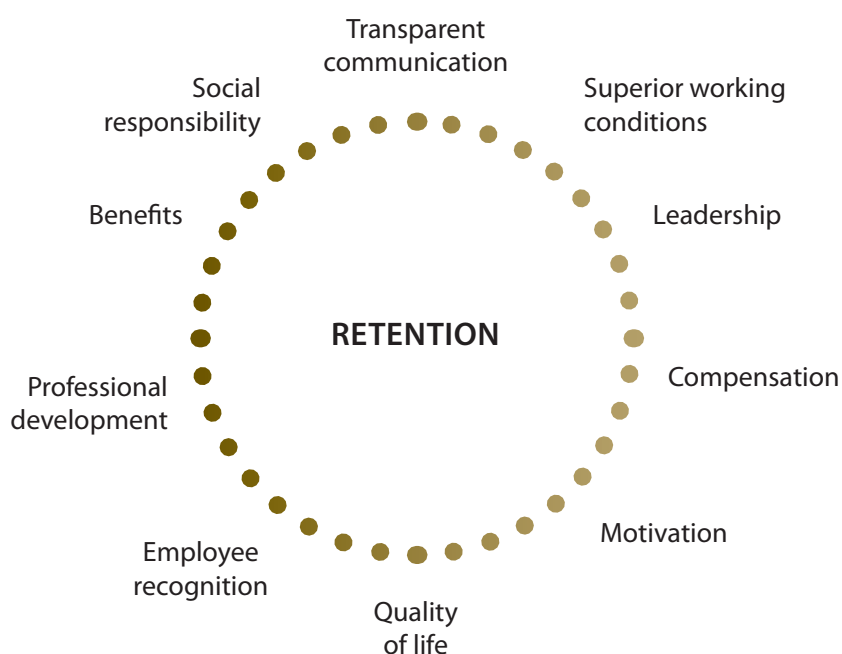 Transparent
communication
Superior working
conditions
Leadership
Compensation
Motivation
Quality
of life
Employee
recognition
Professional
development
Benefits
Social
responsibility
RETENTION